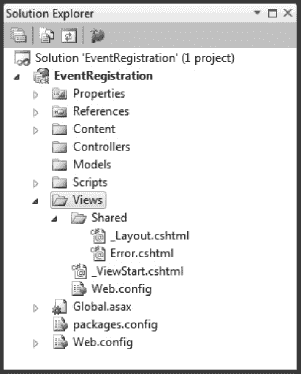 Solution Explorer
Solution 'EventRegistration' (1 project)
EventRegistration
Properties
References
Content
Controllers
Models
Scripts
Views
Shared
_Layout.cshtml
Error.cshtml
_ViewStart.cshtml
Web.config
Global.asax
packages.config
Web.config